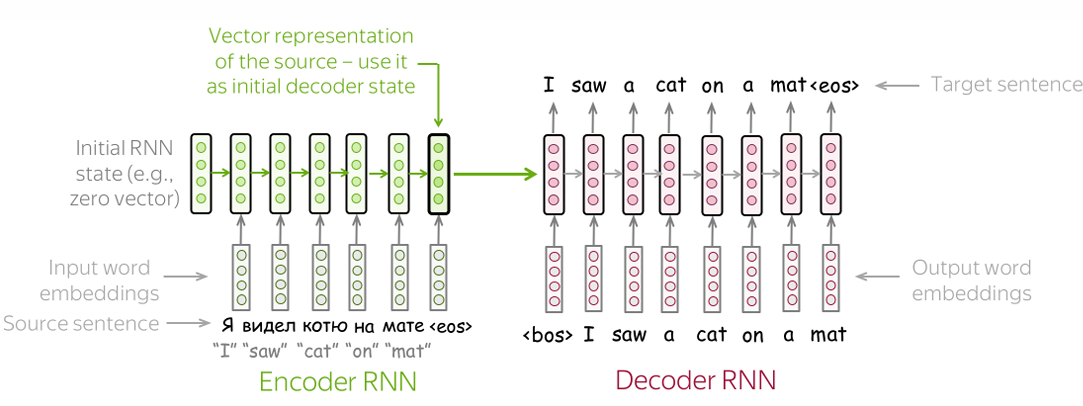 Vector representation
of the source – use it
as initial decoder state
I saw a cat on a mat <eos>
Target sentence
Initial RNN
state (e.g.,
zero vector)
Input word
embeddings
Output word
embeddings
Source sentence
Я видел котю на мате <eos>
"I" "saw" "cat" "on" "mat"
<bos> I saw a cat on a mat
Encoder RNN
Decoder RNN